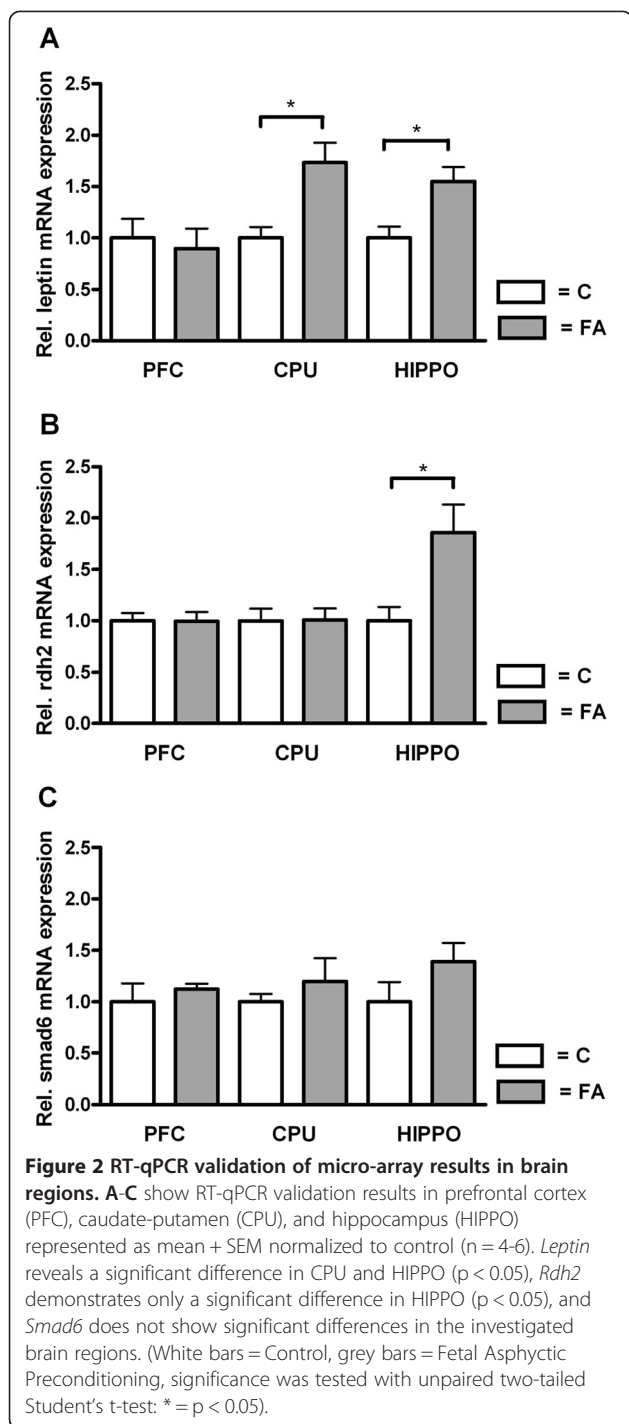 A
Rel. leptin mRNA expression
2.5
2.0
1.5
1.0
0.5
0.0
*
*
PFC CPU HIPPO
= C
= FA
B
Rel. rdh2 mRNA expression
2.5
2.0
1.5
1.0
0.5
0.0
*
PFC CPU HIPPO
= C
= FA
C
Rel. smad6 mRNA expression
2.5
2.0
1.5
1.0
0.5
0.0
PFC CPU HIPPO
= C
= FA
Figure 2 RT-qPCR validation of micro-array results in brain
regions. A-C show RT-qPCR validation results in prefrontal cortex
(PFC), caudate-putamen (CPU), and hippocampus (HIPPO)
represented as mean + SEM normalized to control (n = 4-6). Leptin
reveals a significant difference in CPU and HIPPO (p < 0.05), Rdh2
demonstrates only a significant difference in HIPPO (p < 0.05), and
Smad6 does not show significant differences in the investigated
brain regions. (White bars = Control, grey bars = Fetal Asphyctic
Preconditioning, significance was tested with unpaired two-tailed
Student's t-test: * = p < 0.05).